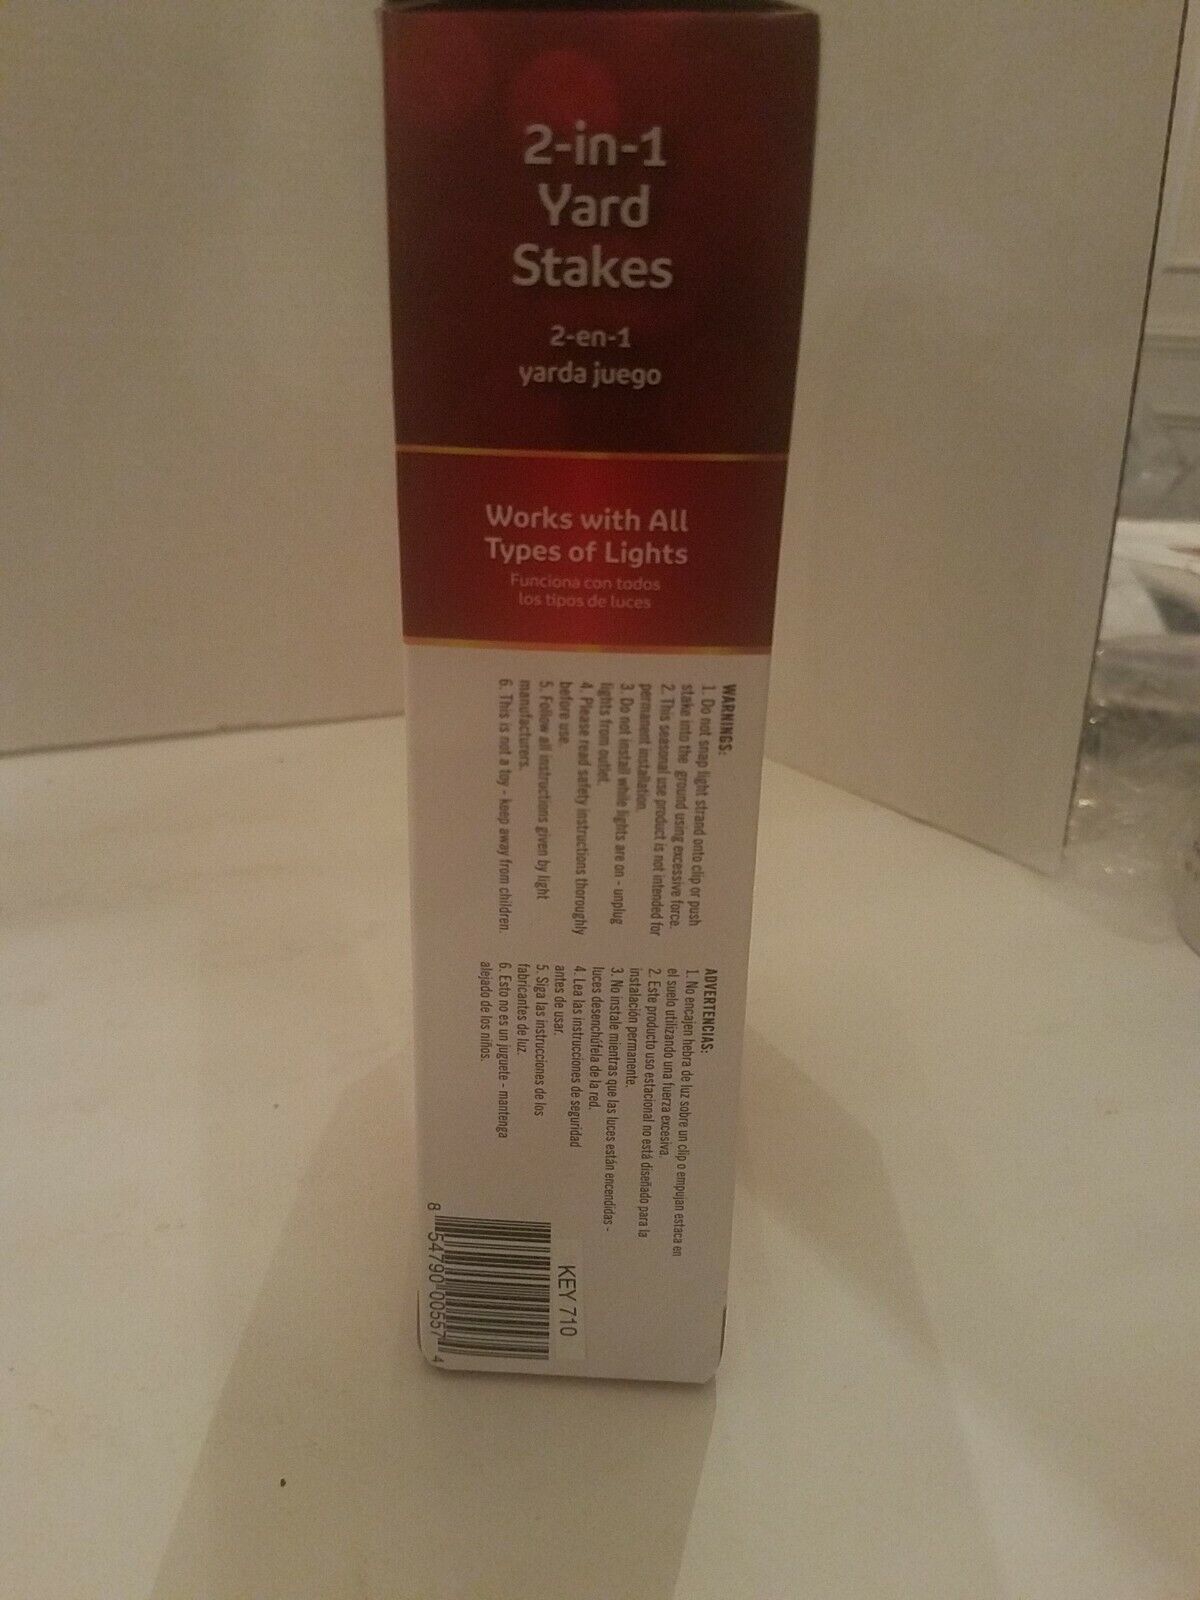 2-in-1
Yard
Stakes
2-en-1
yarda juego
Works with All
Types of Lights
Funciona con todos
los tipos de luces
WARNINGS:
1. Do not snap light strand onto clip or push
stake into the ground using excessive force.
2. This seasonal use product is not intended for
permanent installation.
3. Do not install while lights are on - unplug
lights from outlet.
4. Please read safety instructions thoroughly
before use.
5. Follow all instructions given by light
manufacturers.
6. This is not a toy - keep away from children.
ADVERTENCIAS:
1. No encajen hebra de luz sobre un clip o empujan estaca en
el suelo utilizando una fuerza excesiva.
2. Este producto uso estacional no está diseñado para la
instalación permanente.
3. No instale mientras que las luces están encendidas -
luces desenchúfela de la red.
4. Lea las instrucciones de seguridad
antes de usar.
5. Siga las instrucciones de los
fabricantes de luz.
6. Esto no es un juguete - mantenga
alejado de los niños.
KEY 710
8 54790 00557 4